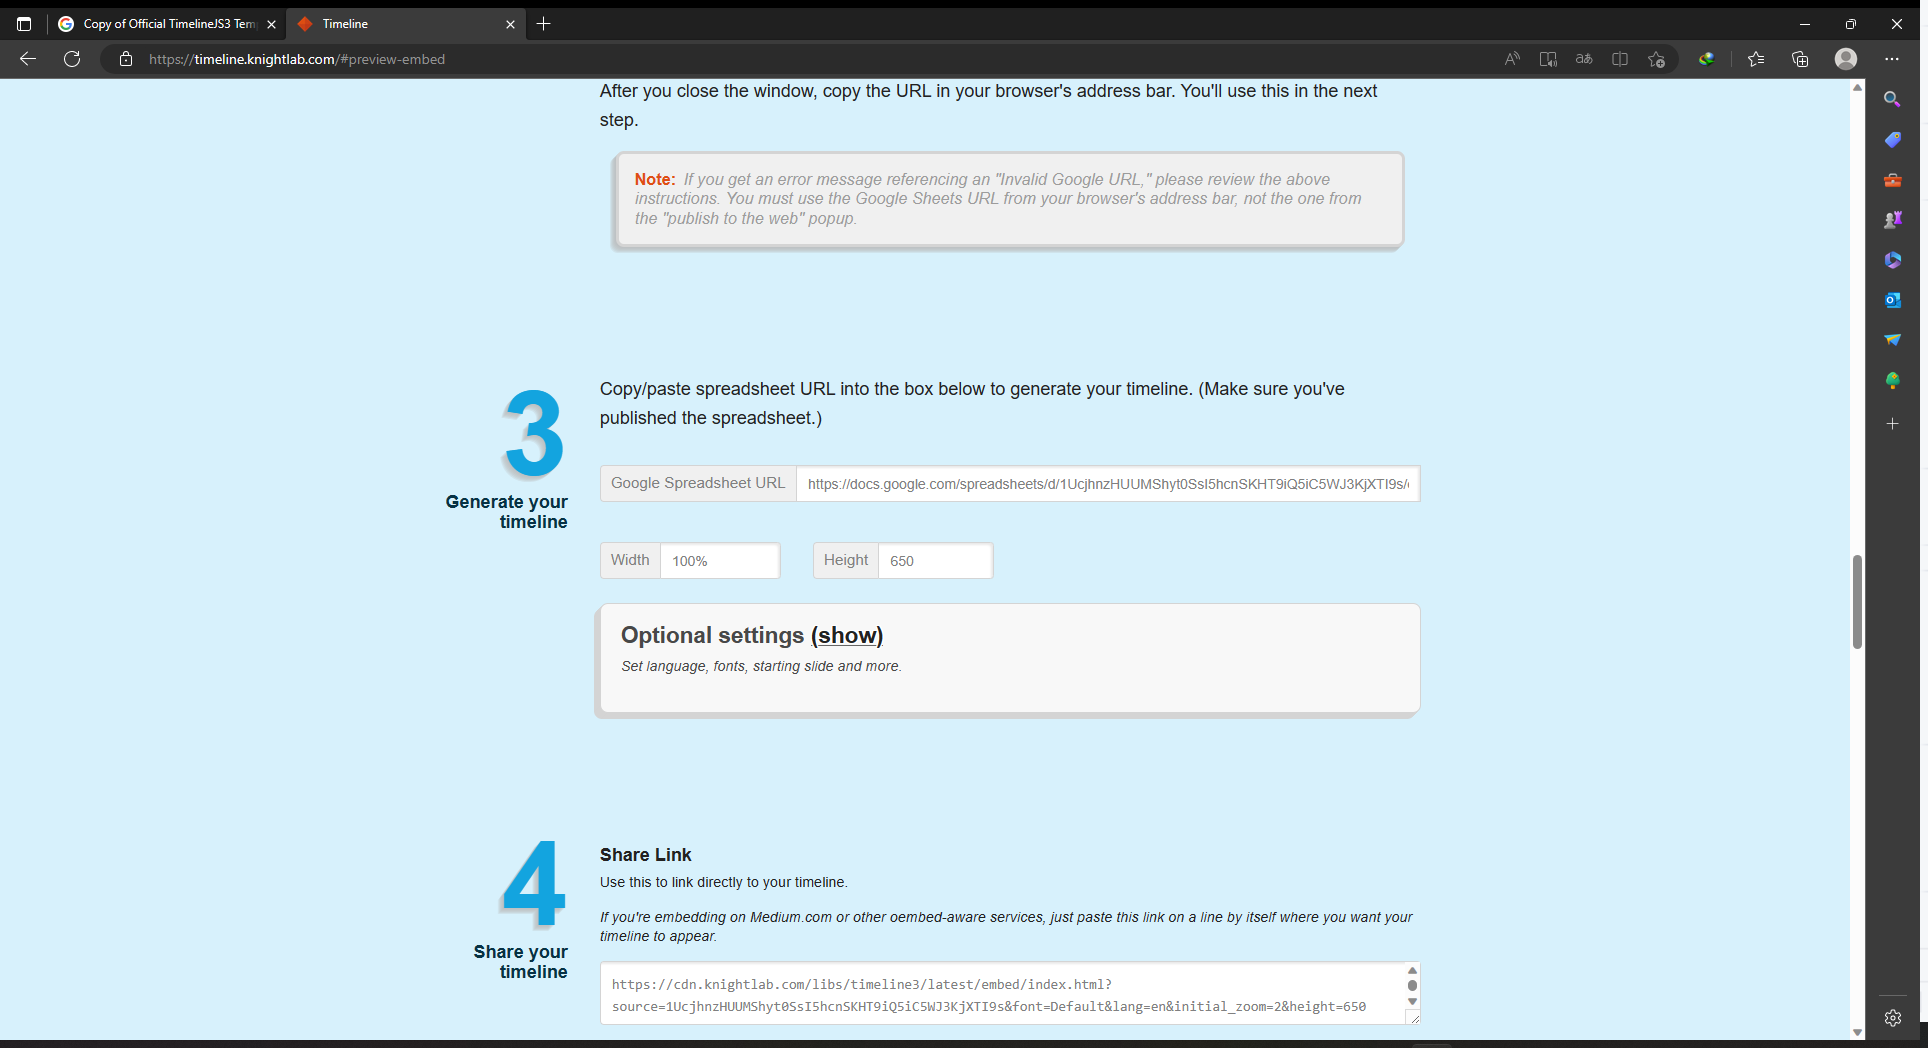 Copy of Official TimelineJS3 Tem
Timeline
https://timeline.knightlab.com/#preview-embed
After you close the window, copy the URL in your browser's address bar. You'll use this in the next
step.
Note: If you get an error message referencing an "Invalid Google URL," please review the above
instructions. You must use the Google Sheets URL from your browser's address bar, not the one from
the "publish to the web" popup.
3
Generate your
timeline
Copy/paste spreadsheet URL into the box below to generate your timeline. (Make sure you've
published the spreadsheet.)
Google Spreadsheet URL https://docs.google.com/spreadsheets/d/1UcjhnzHUUMShyt0SsI5hcnSKHT9iQ5iC5WJ3KjXTI9s/
Width 100% Height 650
Optional settings (show)
Set language, fonts, starting slide and more.
4
Share your
timeline
Share Link
Use this to link directly to your timeline.
If you're embedding on Medium.com or other oembed-aware services, just paste this link on a line by itself where you want your
timeline to appear.
https://cdn.knightlab.com/libs/timeline3/latest/embed/index.html?
source=1UcjhnzHUUMShyt0SsI5hcnSKHT9iQ5iC5WJ3KjXTI9s&font=Default&lang=en&initial_zoom=2&height=650